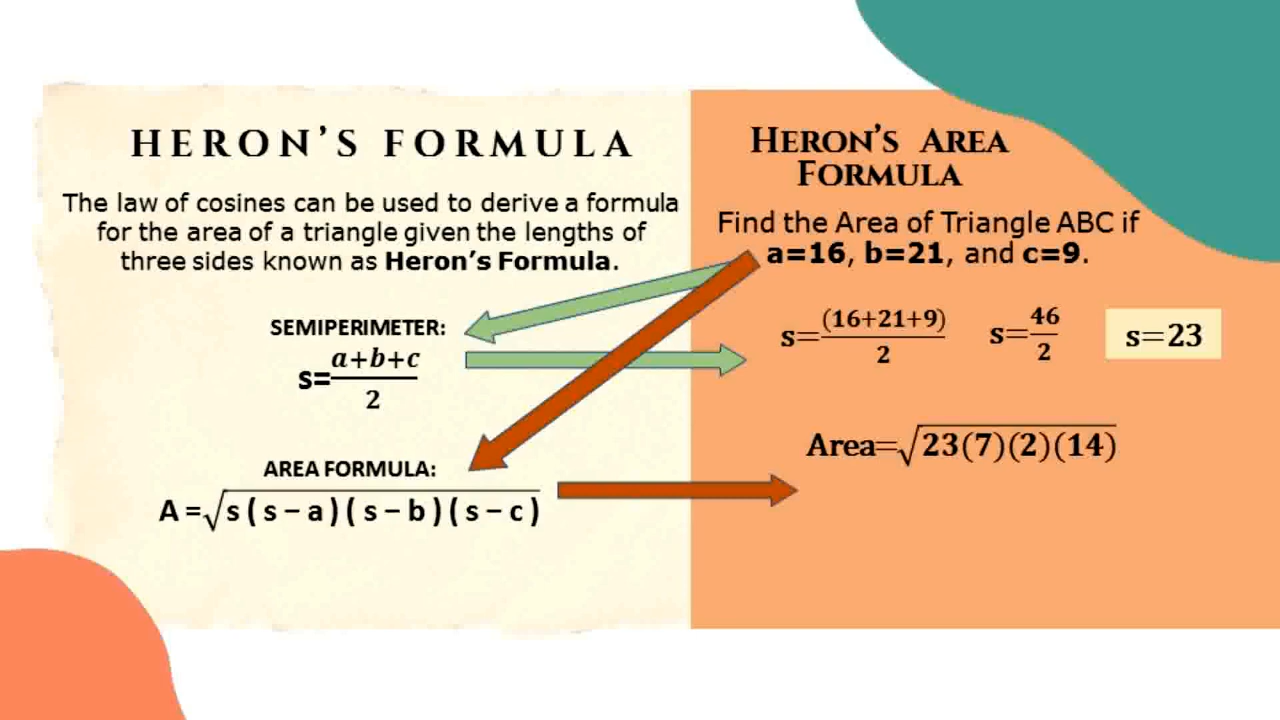 HERON'S FORMULA
The law of cosines can be used to derive a formula
for the area of a triangle given the lengths of
three sides known as Heron's Formula.
SEMIPERIMETER:
s=\frac{a+b+c}{2}
AREA FORMULA:
A=√s(s−a)(s−b)(s−c)
HERON'S AREA
FORMULA
Find the Area of Triangle ABC if
a=16, b=21, and c=9.
s=\frac{(16+21+9)}{2} s=\frac{46}{2} s=23
Area=√23(7)(2)(14)